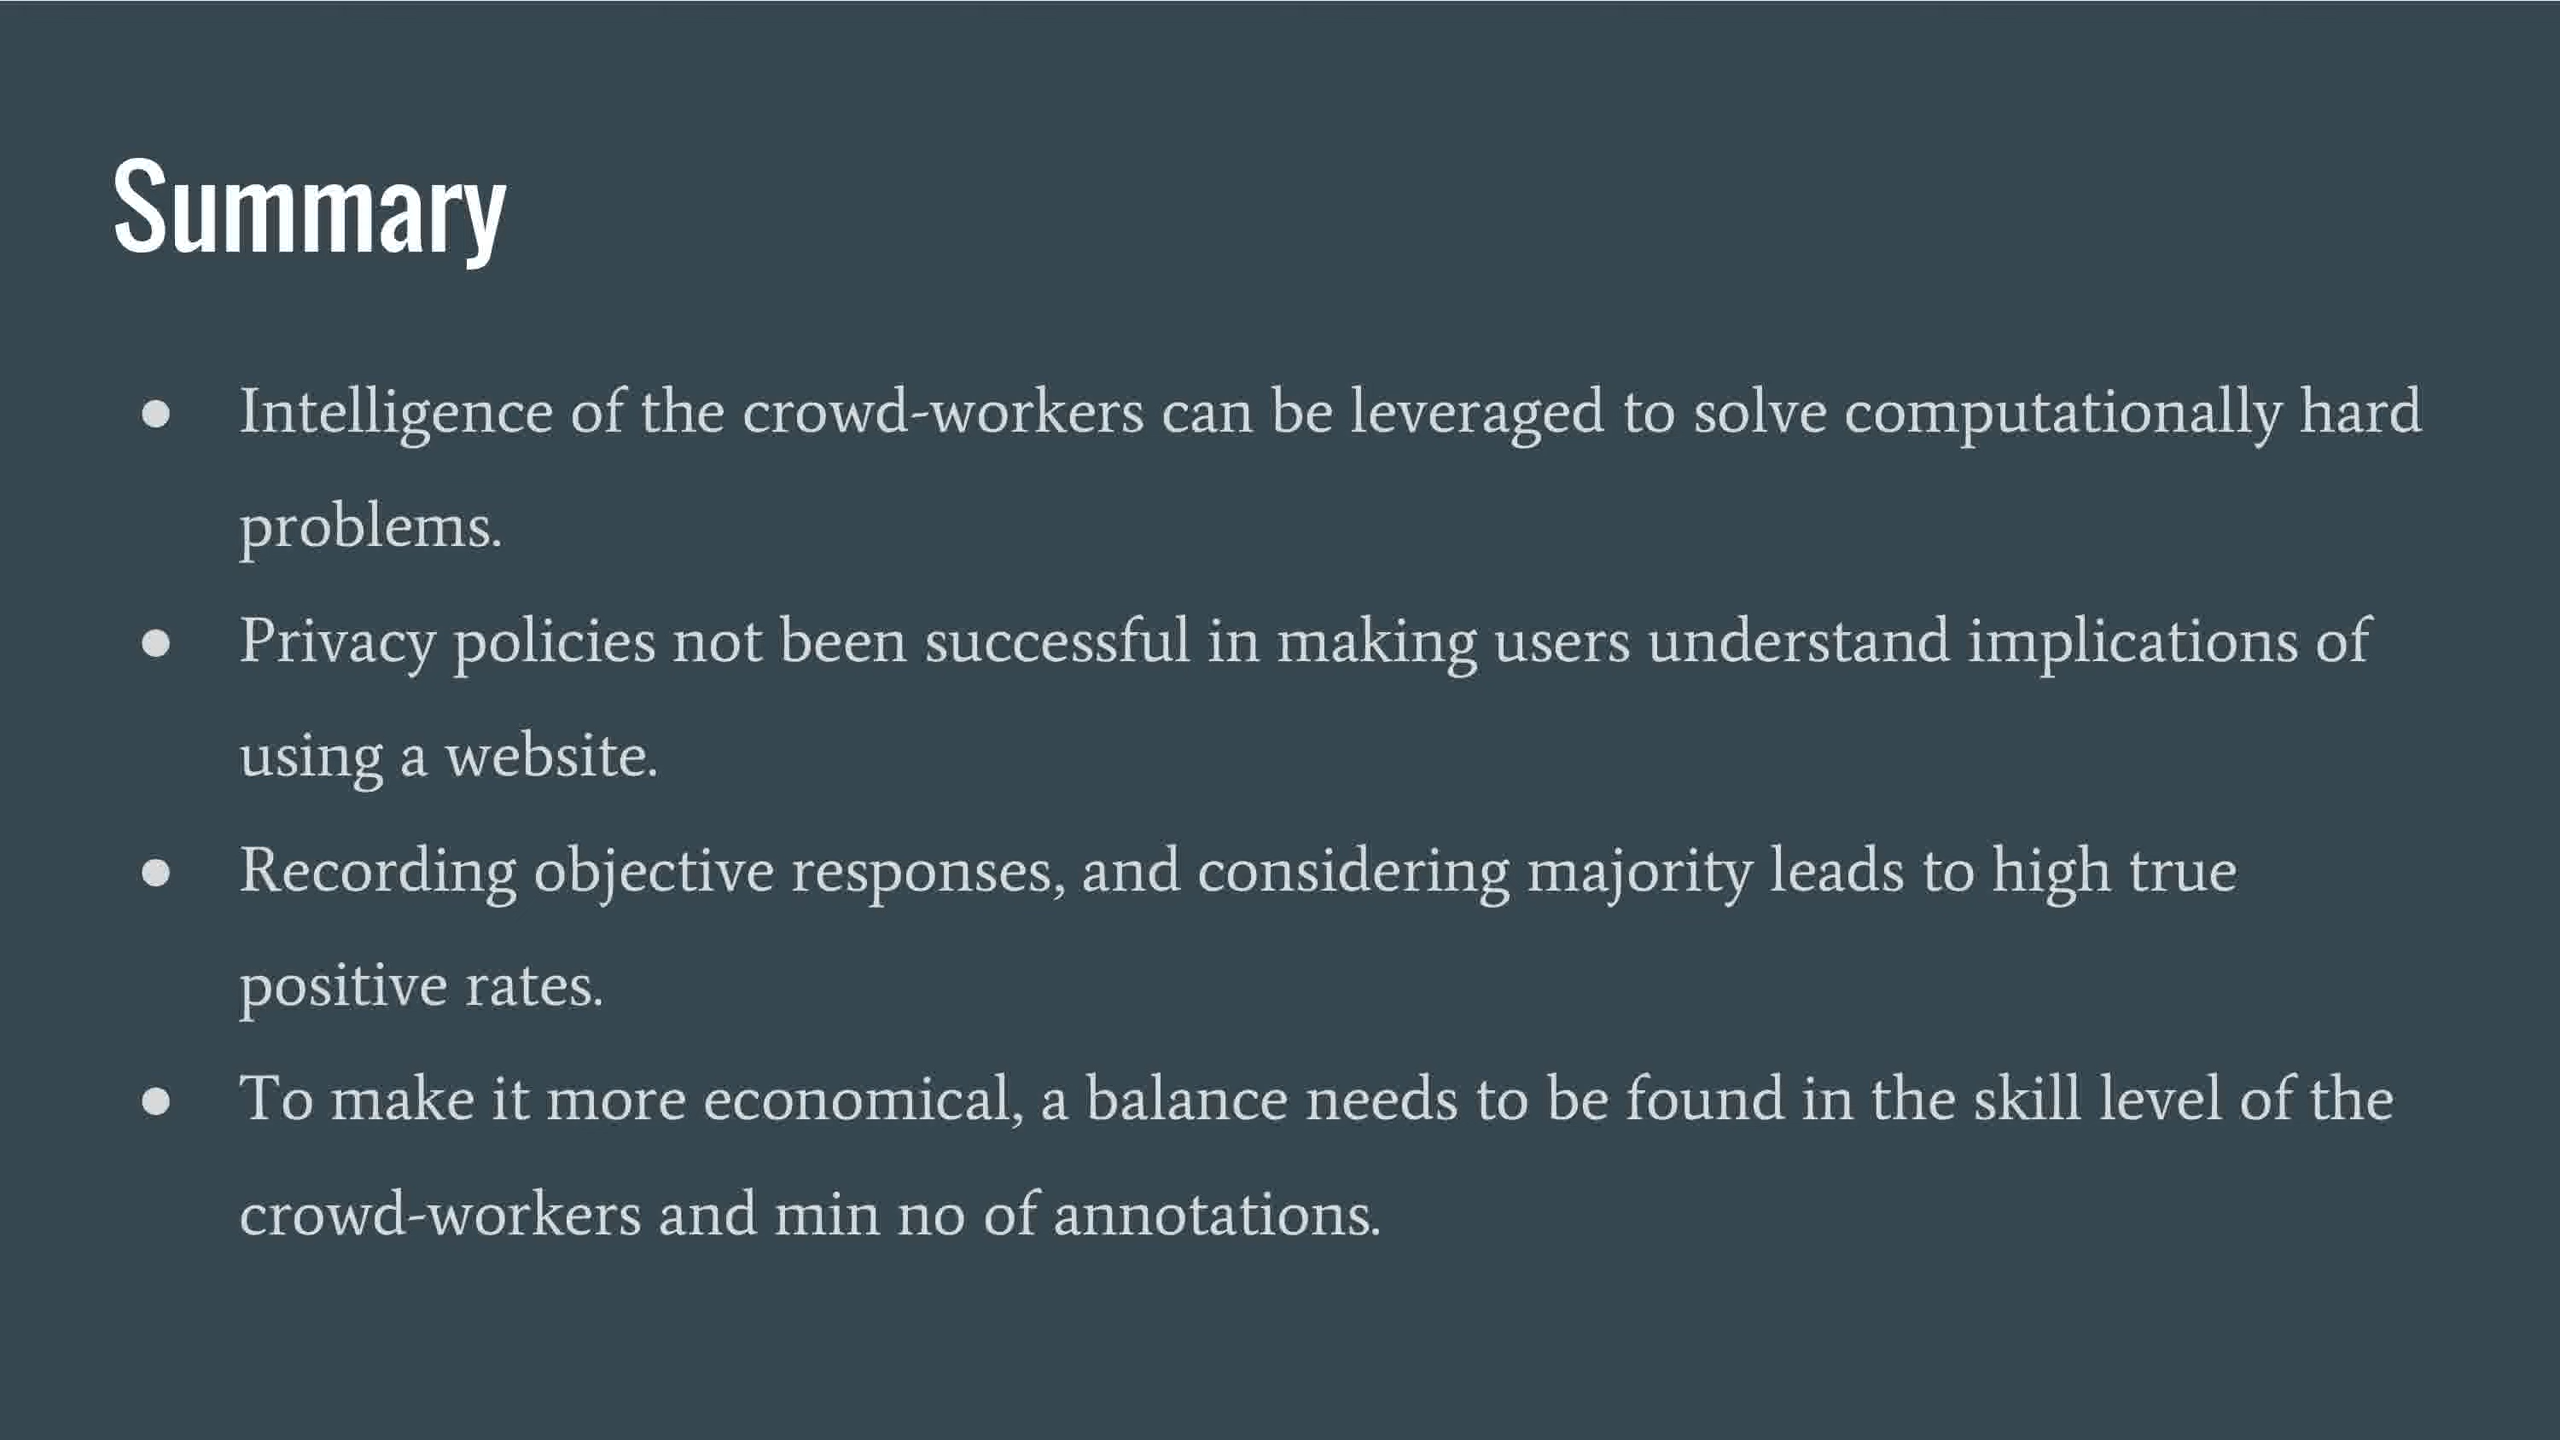 Summary
● Intelligence of the crowd-workers can be leveraged to solve computationally hard
problems.
● Privacy policies not been successful in making users understand implications of
using a website.
● Recording objective responses, and considering majority leads to high true
positive rates.
● To make it more economical, a balance needs to be found in the skill level of the
crowd-workers and min no of annotations.